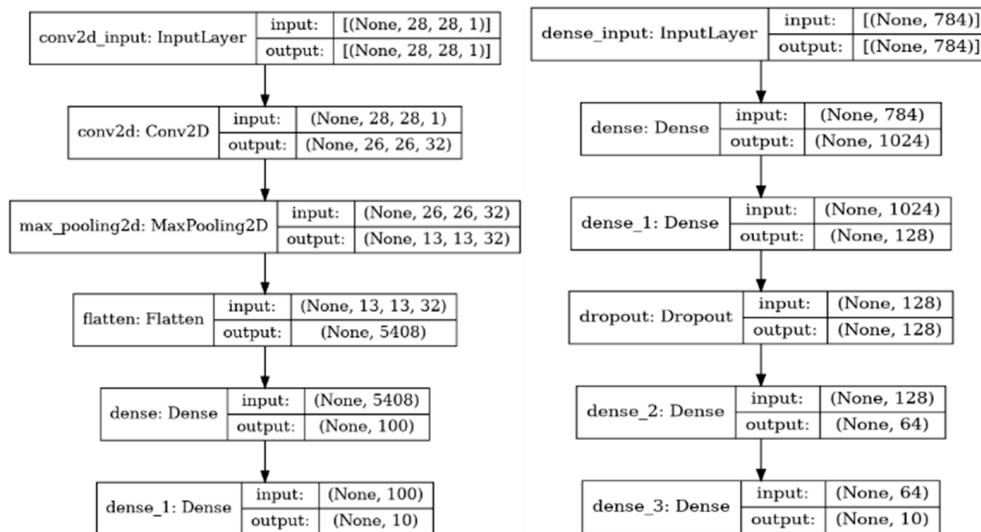 conv2d_input: InputLayer
input: [(None, 28, 28, 1)]
output: [(None, 28, 28, 1)]
conv2d: Conv2D
input: (None, 28, 28, 1)
output: (None, 26, 26, 32)
max_pooling2d: MaxPooling2D
input: (None, 26, 26, 32)
output: (None, 13, 13, 32)
flatten: Flatten
input: (None, 13, 13, 32)
output: (None, 5408)
dense: Dense
input: (None, 5408)
output: (None, 100)
dense_1: Dense
input: (None, 100)
output: (None, 10)
dense_input: InputLayer
input: [(None, 784)]
output: [(None, 784)]
dense: Dense
input: (None, 784)
output: (None, 1024)
dense_1: Dense
input: (None, 1024)
output: (None, 128)
dropout: Dropout
input: (None, 128)
output: (None, 128)
dense_2: Dense
input: (None, 128)
output: (None, 64)
dense_3: Dense
input: (None, 64)
output: (None, 10)